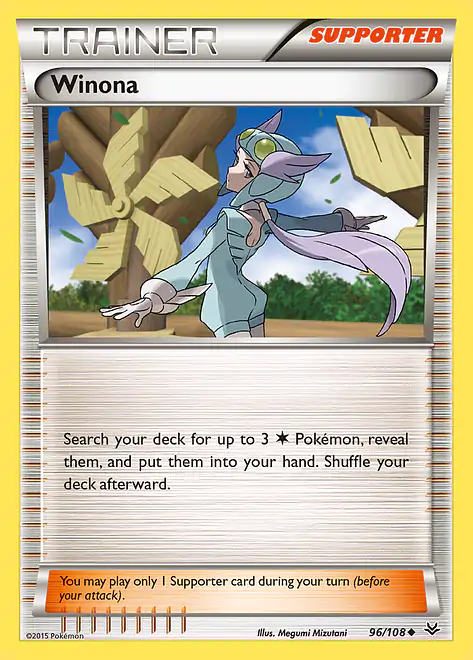 TRAINER
SUPPORTER
Winona
Search your deck for up to 3 Pokémon, reveal
them, and put them into your hand. Shuffle your
deck afterward.
You may play only 1 Supporter card during your turn (before
your attack).
©2015 Pokémon
Illus. Megumi Mizutani
96/108